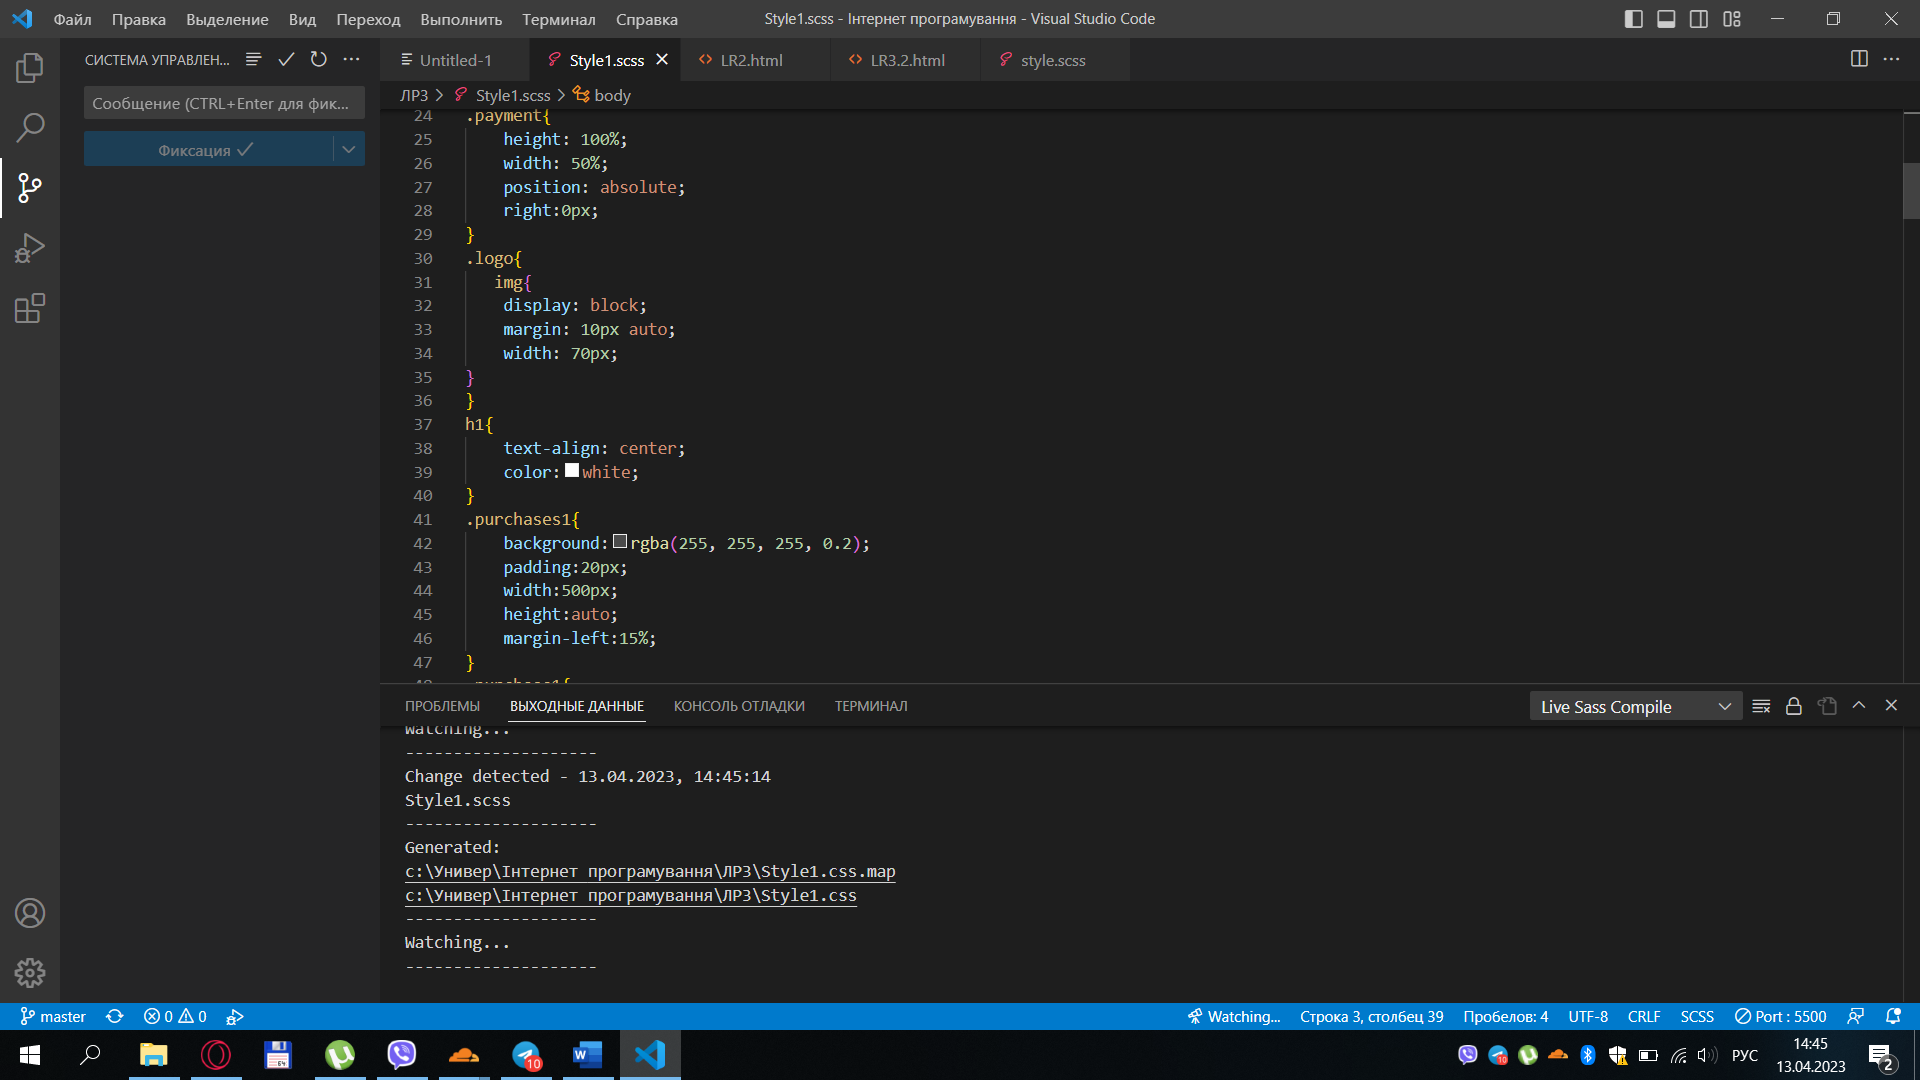 Файл Правка Выделение Вид Переход Выполнить Терминал Справка
Style1.scss - Інтернет програмування - Visual Studio Code
СИСТЕМА УПРАВЛЕН...
Сообщение (CTRL+Enter для фик...
Фиксация
Untitled-1 Style1.scss LR2.html LR3.2.html style.scss
ЛР3 > Style1.scss > body
24 .payment{
25 height: 100%;
26 width: 50%;
27 position: absolute;
28 right:0px;
29 }
30 .logo{
31 img{
32 display: block;
33 margin: 10px auto;
34 width: 70px;
35 }
36 }
37 h1{
38 text-align: center;
39 color: white;
40 }
41 .purchases1{
42 background: rgba(255, 255, 255, 0.2);
43 padding:20px;
44 width:500px;
45 height:auto;
46 margin-left:15%;
47 }
ПРОБЛЕМЫ ВЫХОДНЫЕ ДАННЫЕ КОНСОЛЬ ОТЛАДКИ ТЕРМИНАЛ
Live Sass Compile
Watching...
--------------------
Change detected - 13.04.2023, 14:45:14
Style1.scss
--------------------
Generated:
c:\Универ\Інтернет програмування\ЛР3\Style1.css.map
c:\Универ\Інтернет програмування\ЛР3\Style1.css
--------------------
Watching...
--------------------
master 0 0
Watching... Строка 3, столбец 39 Пробелов: 4 UTF-8 CRLF SCSS Port : 5500
64 10 W 10 РУС
14:45
13.04.2023
2